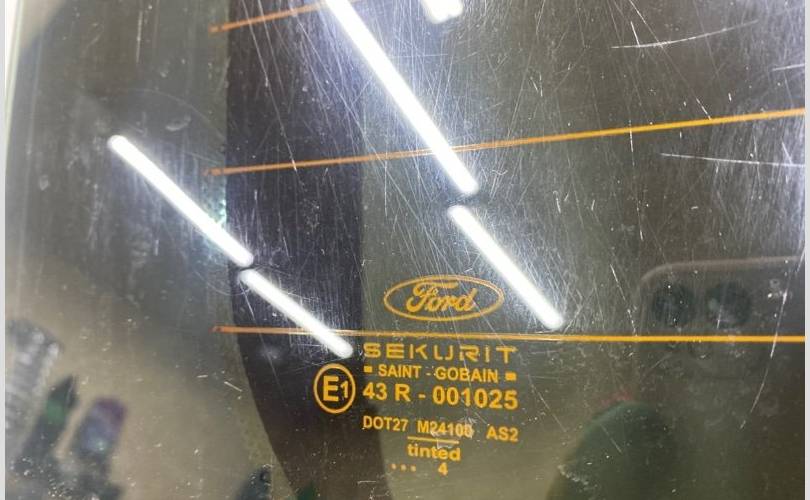 Ford
SEKURIT
SAINT - GOBAIN
E1
43 R - 001025
DOT27 M24100 AS2
tinted
... 4